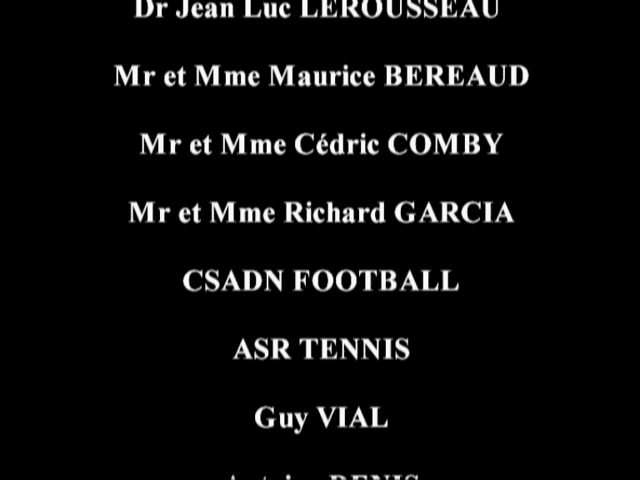 Dr Jean Luc LEROUSSEAU
Mr et Mme Maurice BEREAUD
Mr et Mme Cédric COMBY
Mr et Mme Richard GARCIA
CSADN FOOTBALL
ASR TENNIS
Guy VIAL